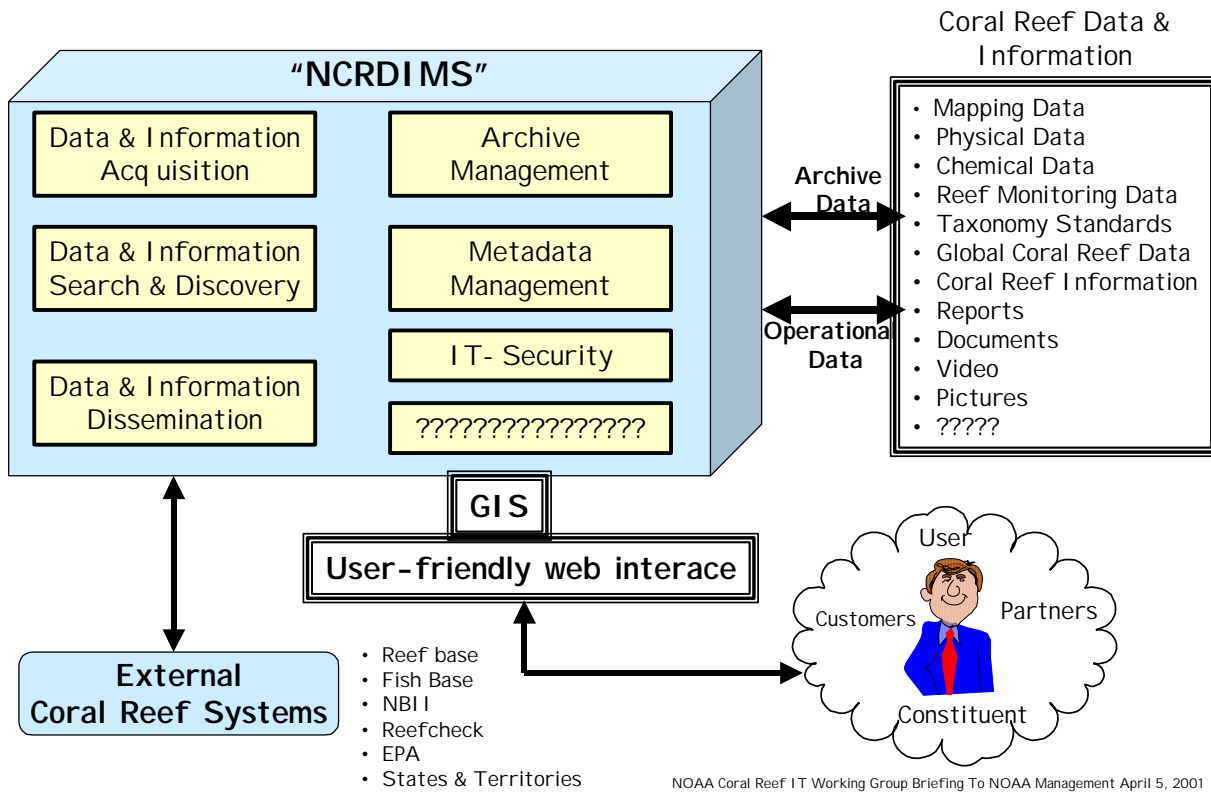 Coral Reef Data &
Information
“NCRDIMS”
Data & Information
Acquisition
Archive
Management
Data & Information
Search & Discovery
Metadata
Management
IT- Security
Data & Information
Dissemination
????????????????
Archive
Data
Operational
Data
• Mapping Data
• Physical Data
• Chemical Data
• Reef Monitoring Data
• Taxonomy Standards
• Global Coral Reef Data
• Coral Reef Information
• Reports
• Documents
• Video
• Pictures
• ?????
GIS
User-friendly web interace
User
Customers
Partners
Constituent
External
Coral Reef Systems
• Reef base
• Fish Base
• NBII
• Reefcheck
• EPA
• States & Territories
NOAA Coral Reef IT Working Group Briefing To NOAA Management April 5, 2001